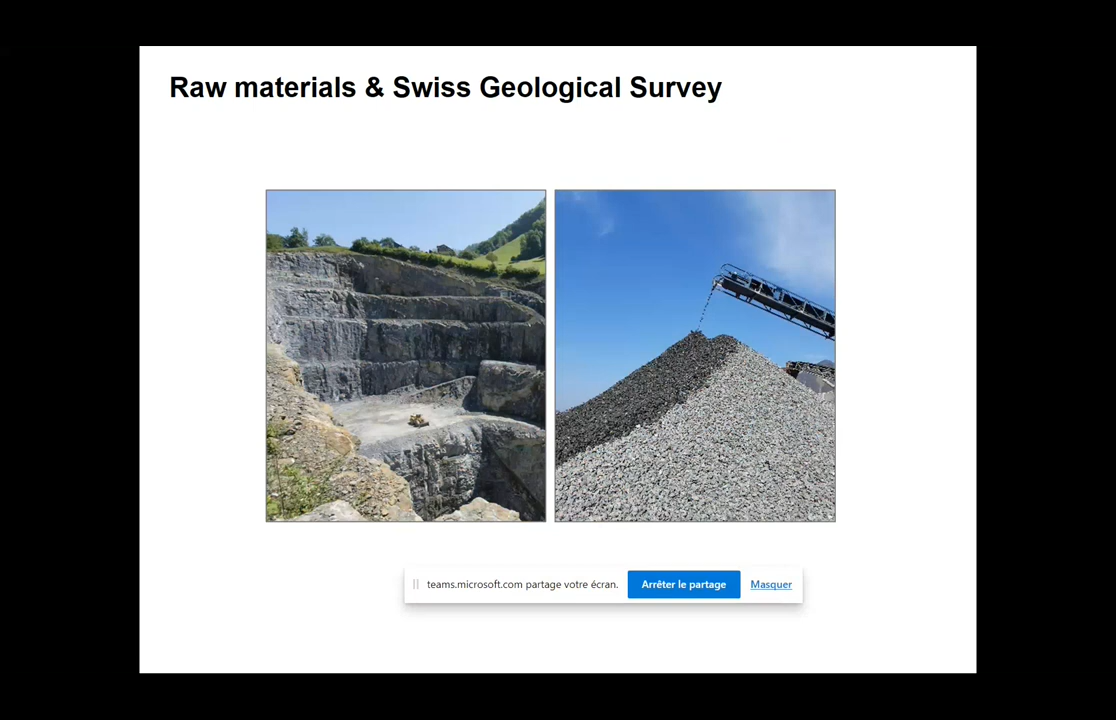 Raw materials & Swiss Geological Survey
teams.microsoft.com partage votre écran. Arrêter le partage Masquer